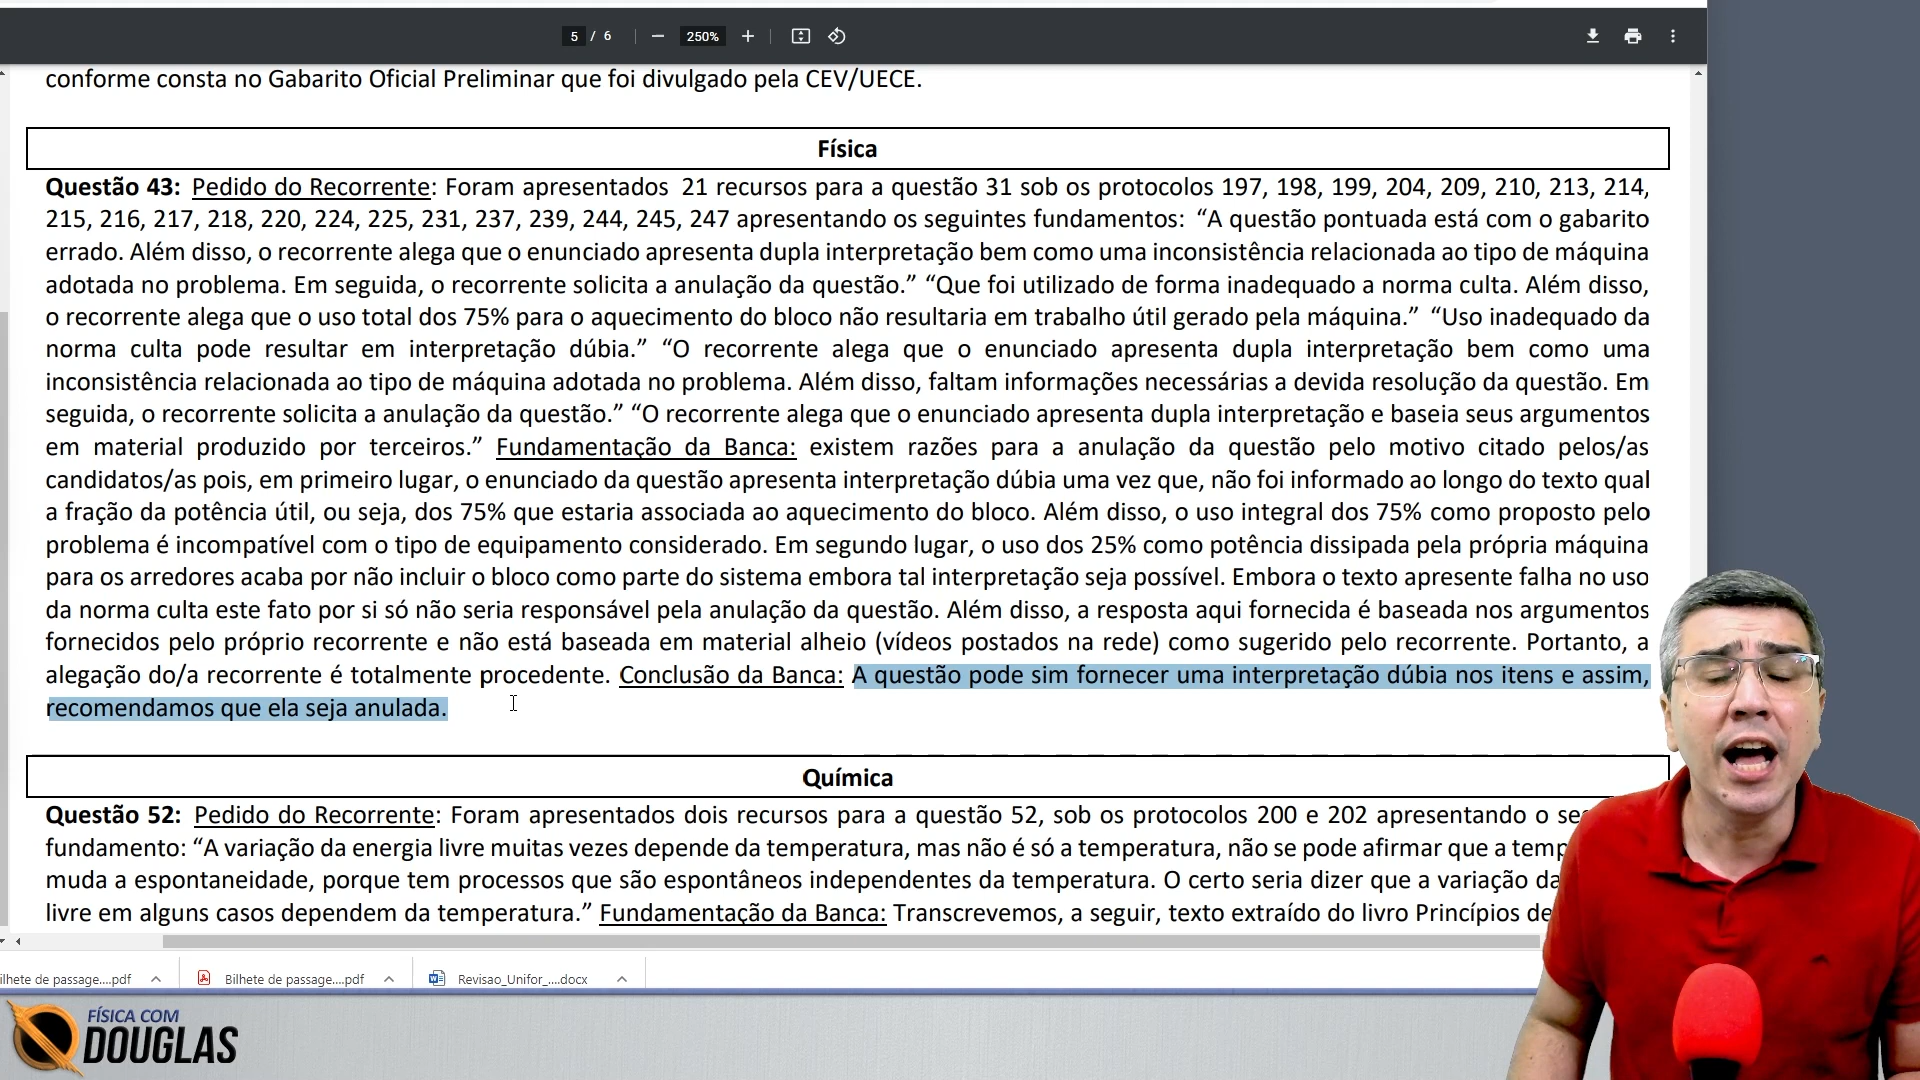 5 / 6
250%
conforme consta no Gabarito Oficial Preliminar que foi divulgado pela CEV/UECE.
Física
Questão 43: Pedido do Recorrente: Foram apresentados 21 recursos para a questão 31 sob os protocolos 197, 198, 199, 204, 209, 210, 213, 214,
215, 216, 217, 218, 220, 224, 225, 231, 237, 239, 244, 245, 247 apresentando os seguintes fundamentos: “A questão pontuada está com o gabarito
errado. Além disso, o recorrente alega que o enunciado apresenta dupla interpretação bem como uma inconsistência relacionada ao tipo de máquina
adotada no problema. Em seguida, o recorrente solicita a anulação da questão.” “Que foi utilizado de forma inadequado a norma culta. Além disso,
o recorrente alega que o uso total dos 75% para o aquecimento do bloco não resultaria em trabalho útil gerado pela máquina.” “Uso inadequado da
norma culta pode resultar em interpretação dúbia.” “O recorrente alega que o enunciado apresenta dupla interpretação bem como uma
inconsistência relacionada ao tipo de máquina adotada no problema. Além disso, faltam informações necessárias a devida resolução da questão. Em
seguida, o recorrente solicita a anulação da questão.” “O recorrente alega que o enunciado apresenta dupla interpretação e baseia seus argumentos
em material produzido por terceiros.” Fundamentação da Banca: existem razões para a anulação da questão pelo motivo citado pelos/as
candidatos/as pois, em primeiro lugar, o enunciado da questão apresenta interpretação dúbia uma vez que, não foi informado ao longo do texto qual
a fração da potência útil, ou seja, dos 75% que estaria associada ao aquecimento do bloco. Além disso, o uso integral dos 75% como proposto pelo
problema é incompatível com o tipo de equipamento considerado. Em segundo lugar, o uso dos 25% como potência dissipada pela própria máquina
para os arredores acaba por não incluir o bloco como parte do sistema embora tal interpretação seja possível. Embora o texto apresente falha no uso
da norma culta este fato por si só não seria responsável pela anulação da questão. Além disso, a resposta aqui fornecida é baseada nos argumentos
fornecidos pelo próprio recorrente e não está baseada em material alheio (vídeos postados na rede) como sugerido pelo recorrente. Portanto, a
alegação do/a recorrente é totalmente procedente. Conclusão da Banca: A questão pode sim fornecer uma interpretação dúbia nos itens e assim,
recomendamos que ela seja anulada.
Química
Questão 52: Pedido do Recorrente: Foram apresentados dois recursos para a questão 52, sob os protocolos 200 e 202 apresentando o
fundamento: “A variação da energia livre muitas vezes depende da temperatura, mas não é só a temperatura, não se pode afirmar que a
muda a espontaneidade, porque tem processos que são espontâneos independentes da temperatura. O certo seria dizer que a variação da
livre em alguns casos dependem da temperatura.” Fundamentação da Banca: Transcrevemos, a seguir, texto extraído do livro Princípios de
ilhete de passage....pdf Bilhete de passage....pdf Revisao_Unifor_....docx
FÍSICA COM
DOUGLAS